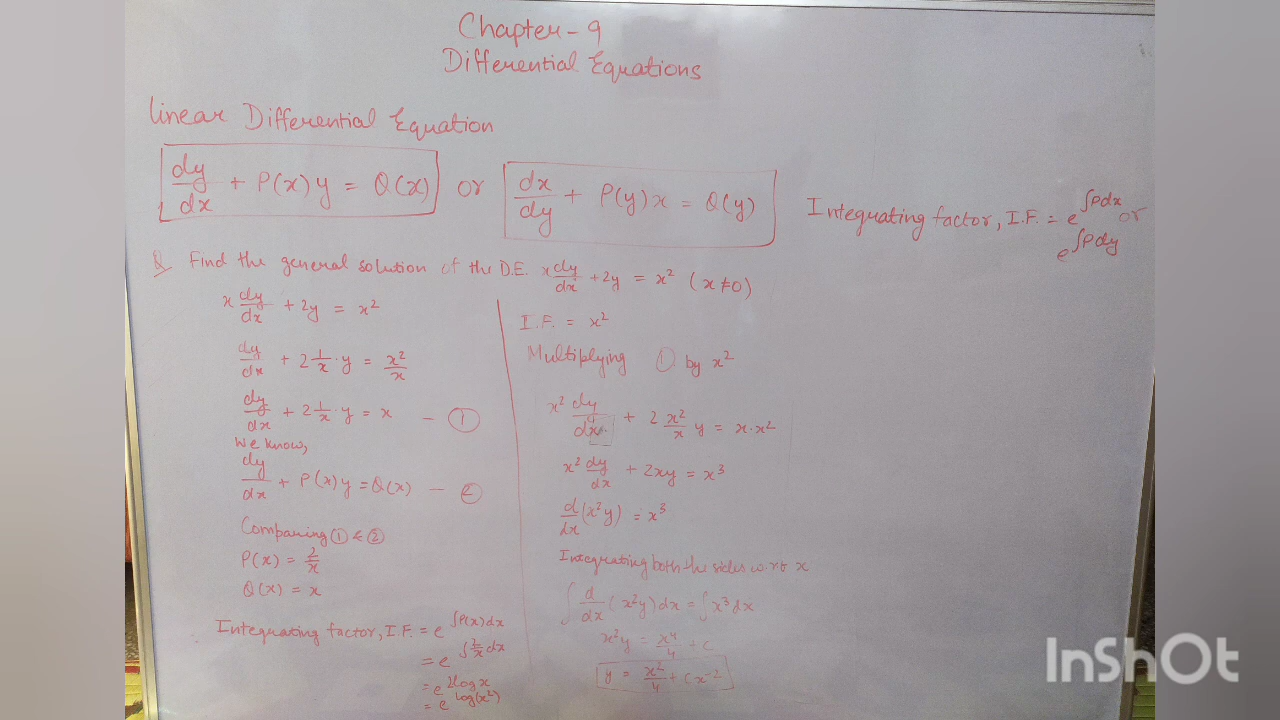 Chapter - 9
Differential Equations
Linear Differential Equation
dy/dx + P(x)y = Q(x) or dx/dy + P(y)x = Q(y) Integrating factor, I.F. = e^∫Pdx or
e^∫Pdy
Q Find the general solution of the D.E. x dy/dx + 2y = x² (x≠0)
x dy/dx + 2y = x²
dy/dx + 2 1/x · y = x²/x
dy/dx + 2 1/x · y = x - ①
We know,
dy/dx + P(x)y = Q(x) - ②
Comparing ① & ②
P(x) = 2/x
Q(x) = x
Integrating factor, I.F. = e^∫P(x)dx
= e^∫2/x dx
= e^2logx
= e^log(x²)
I.F. = x²
Multiplying ① by x²
x² dy/dx + 2 x²/x y = x·x²
x² dy/dx + 2xy = x³
d/dx (x²y) = x³
Integrating both the sides w.r.t x
∫ d/dx (x²y) dx = ∫x³dx
x²y = x⁴/4 + C
y = x²/4 + Cx⁻²
InShOt